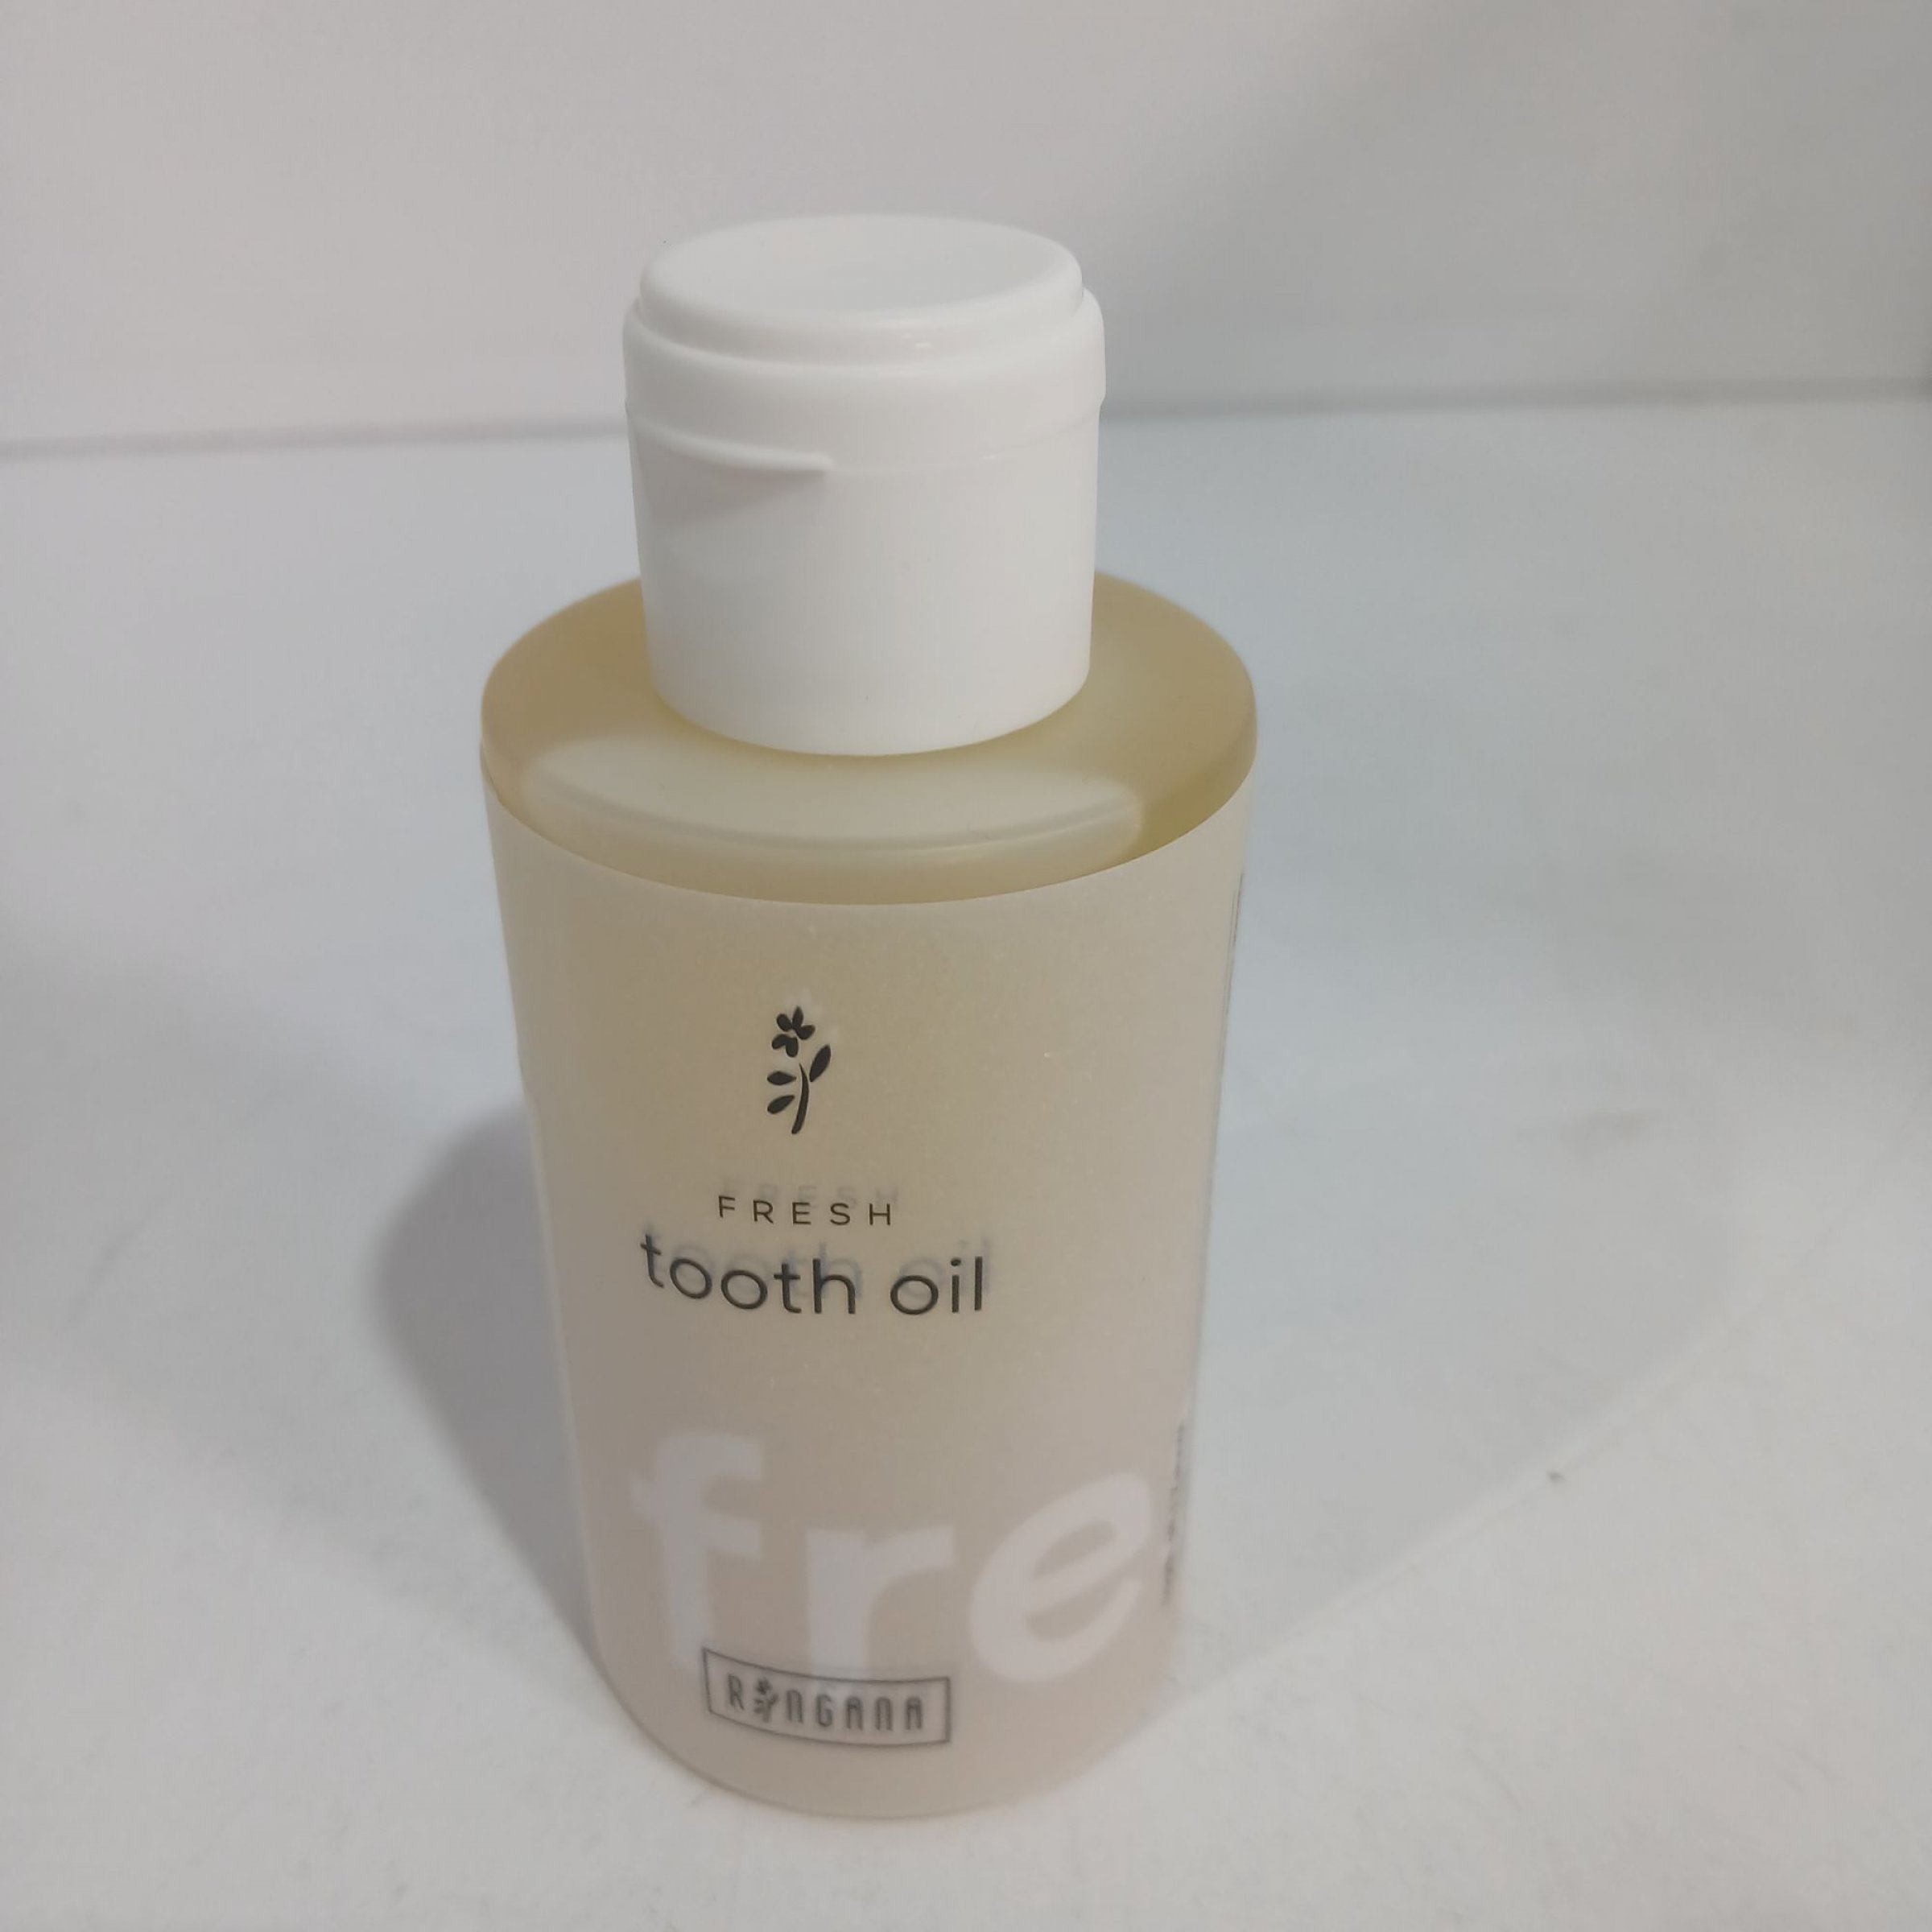 FRESH
tooth oil
fre
RINGANA